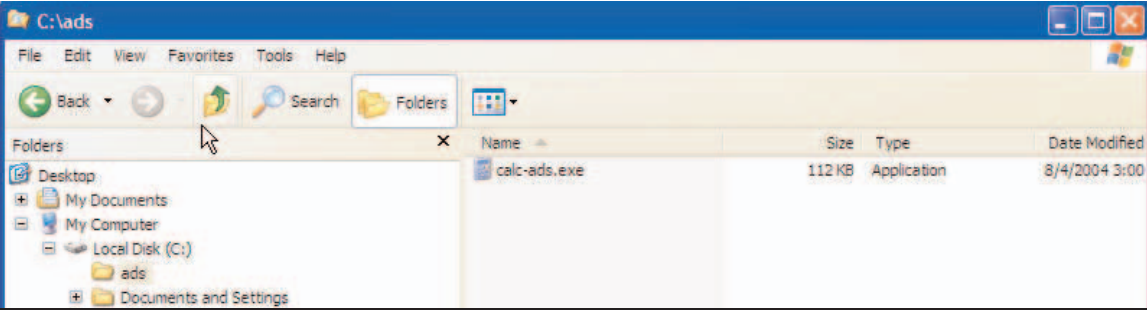 C:\ads
File Edit View Favorites Tools Help
Back Search Folders
Folders Name Size Type Date Modified
Desktop calc-ads.exe 112 KB Application 8/4/2004 3:00
My Documents
My Computer
Local Disk (C:)
ads
Documents and Settings